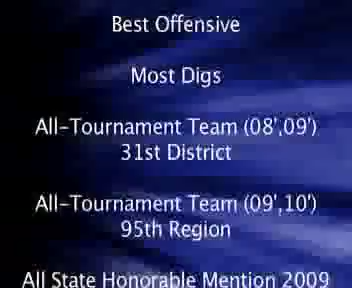 Best Offensive
Most Digs
All-Tournament Team (08',09')
31st District
All-Tournament Team (09',10')
95th Region
All State Honorable Mention 2009